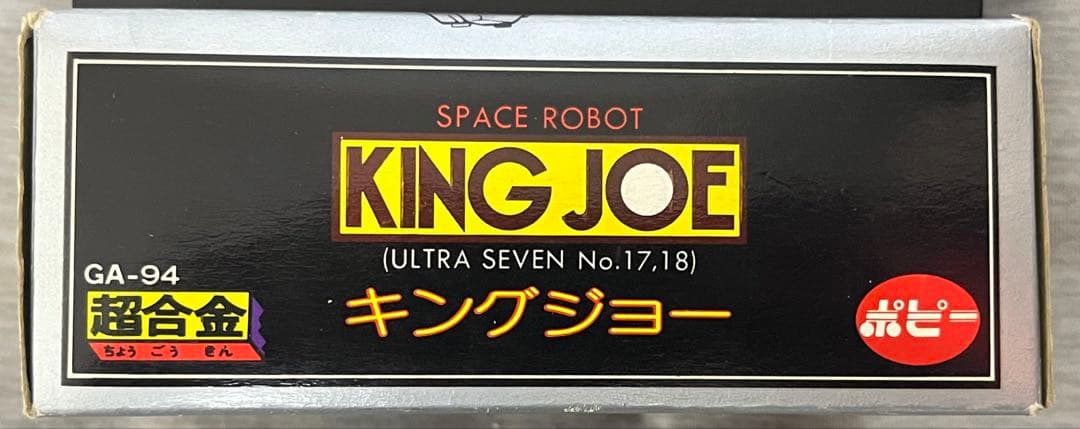 SPACE ROBOT
KING JOE
(ULTRA SEVEN No.17,18)
キングジョー
GA-94
超合金
ちょう ごう きん
ポピー